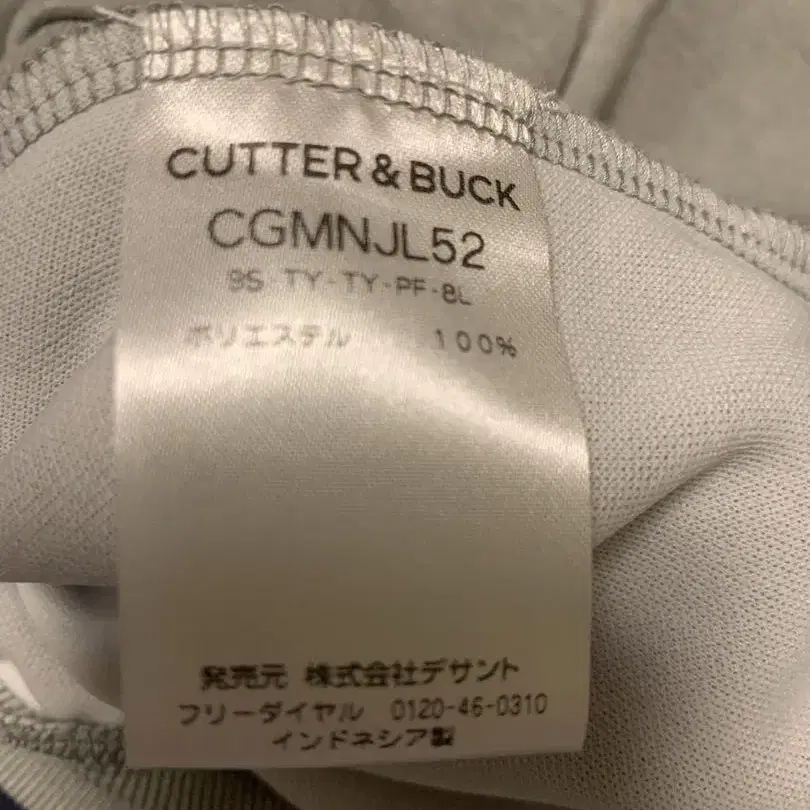 CUTTER & BUCK
CGMNJL52
9S-TY-TY-PF-8L
ポリエステル 100%
発売元 株式会社デサント
フリーダイヤル 0120-46-0310
インドネシア製